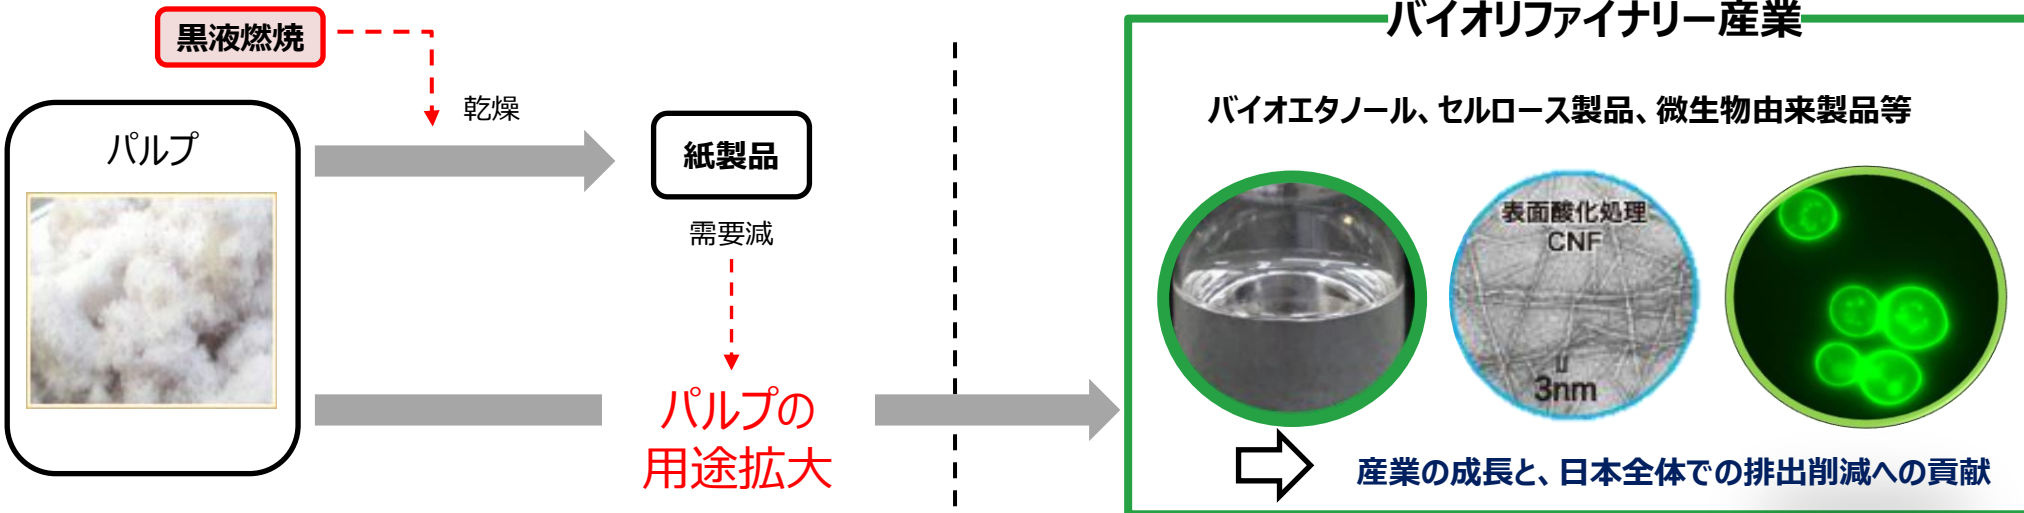 黒液燃焼
乾燥
パルプ
紙製品
需要減
パルプの
用途拡大
バイオリファイナリー産業
バイオエタノール、セルロース製品、微生物由来製品等
表面酸化処理
CNF
3nm
産業の成長と、日本全体での排出削減への貢献